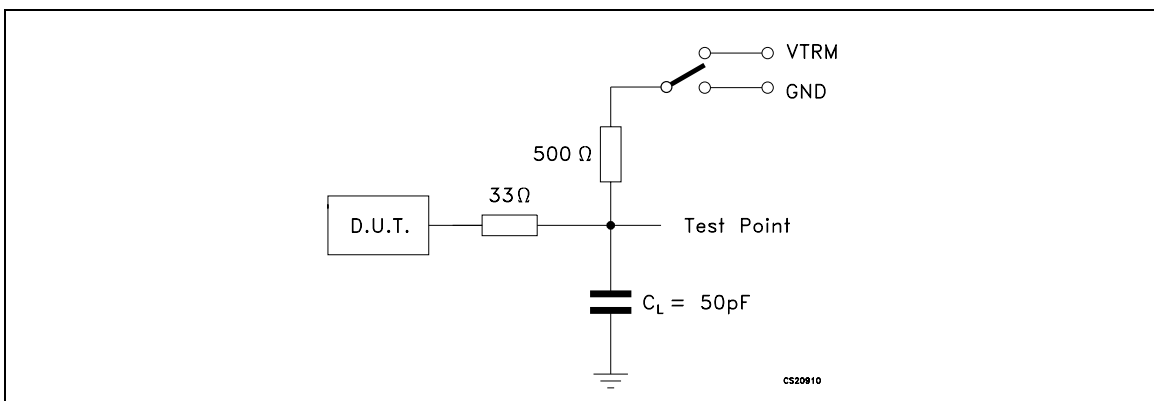 VTRM
GND
500 Ω
33Ω
D.U.T.
Test Point
C_L = 50pF
CS20910